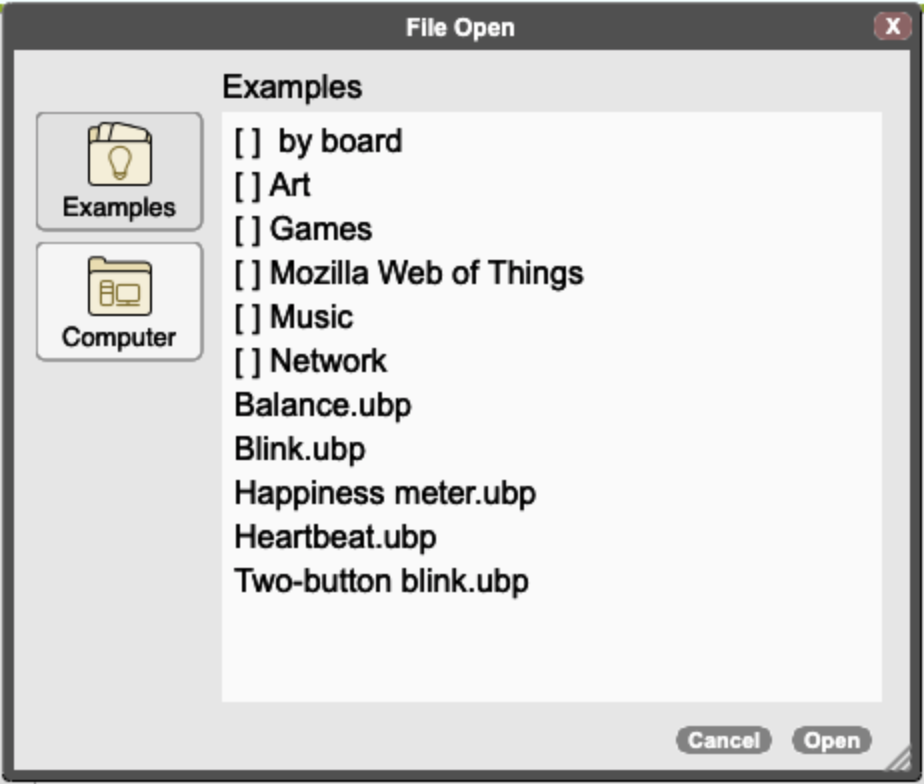 File Open
X
Examples
Examples
Computer
[ ]  by board
[ ] Art
[ ] Games
[ ] Mozilla Web of Things
[ ] Music
[ ] Network
Balance.ubp
Blink.ubp
Happiness meter.ubp
Heartbeat.ubp
Two-button blink.ubp
Cancel Open